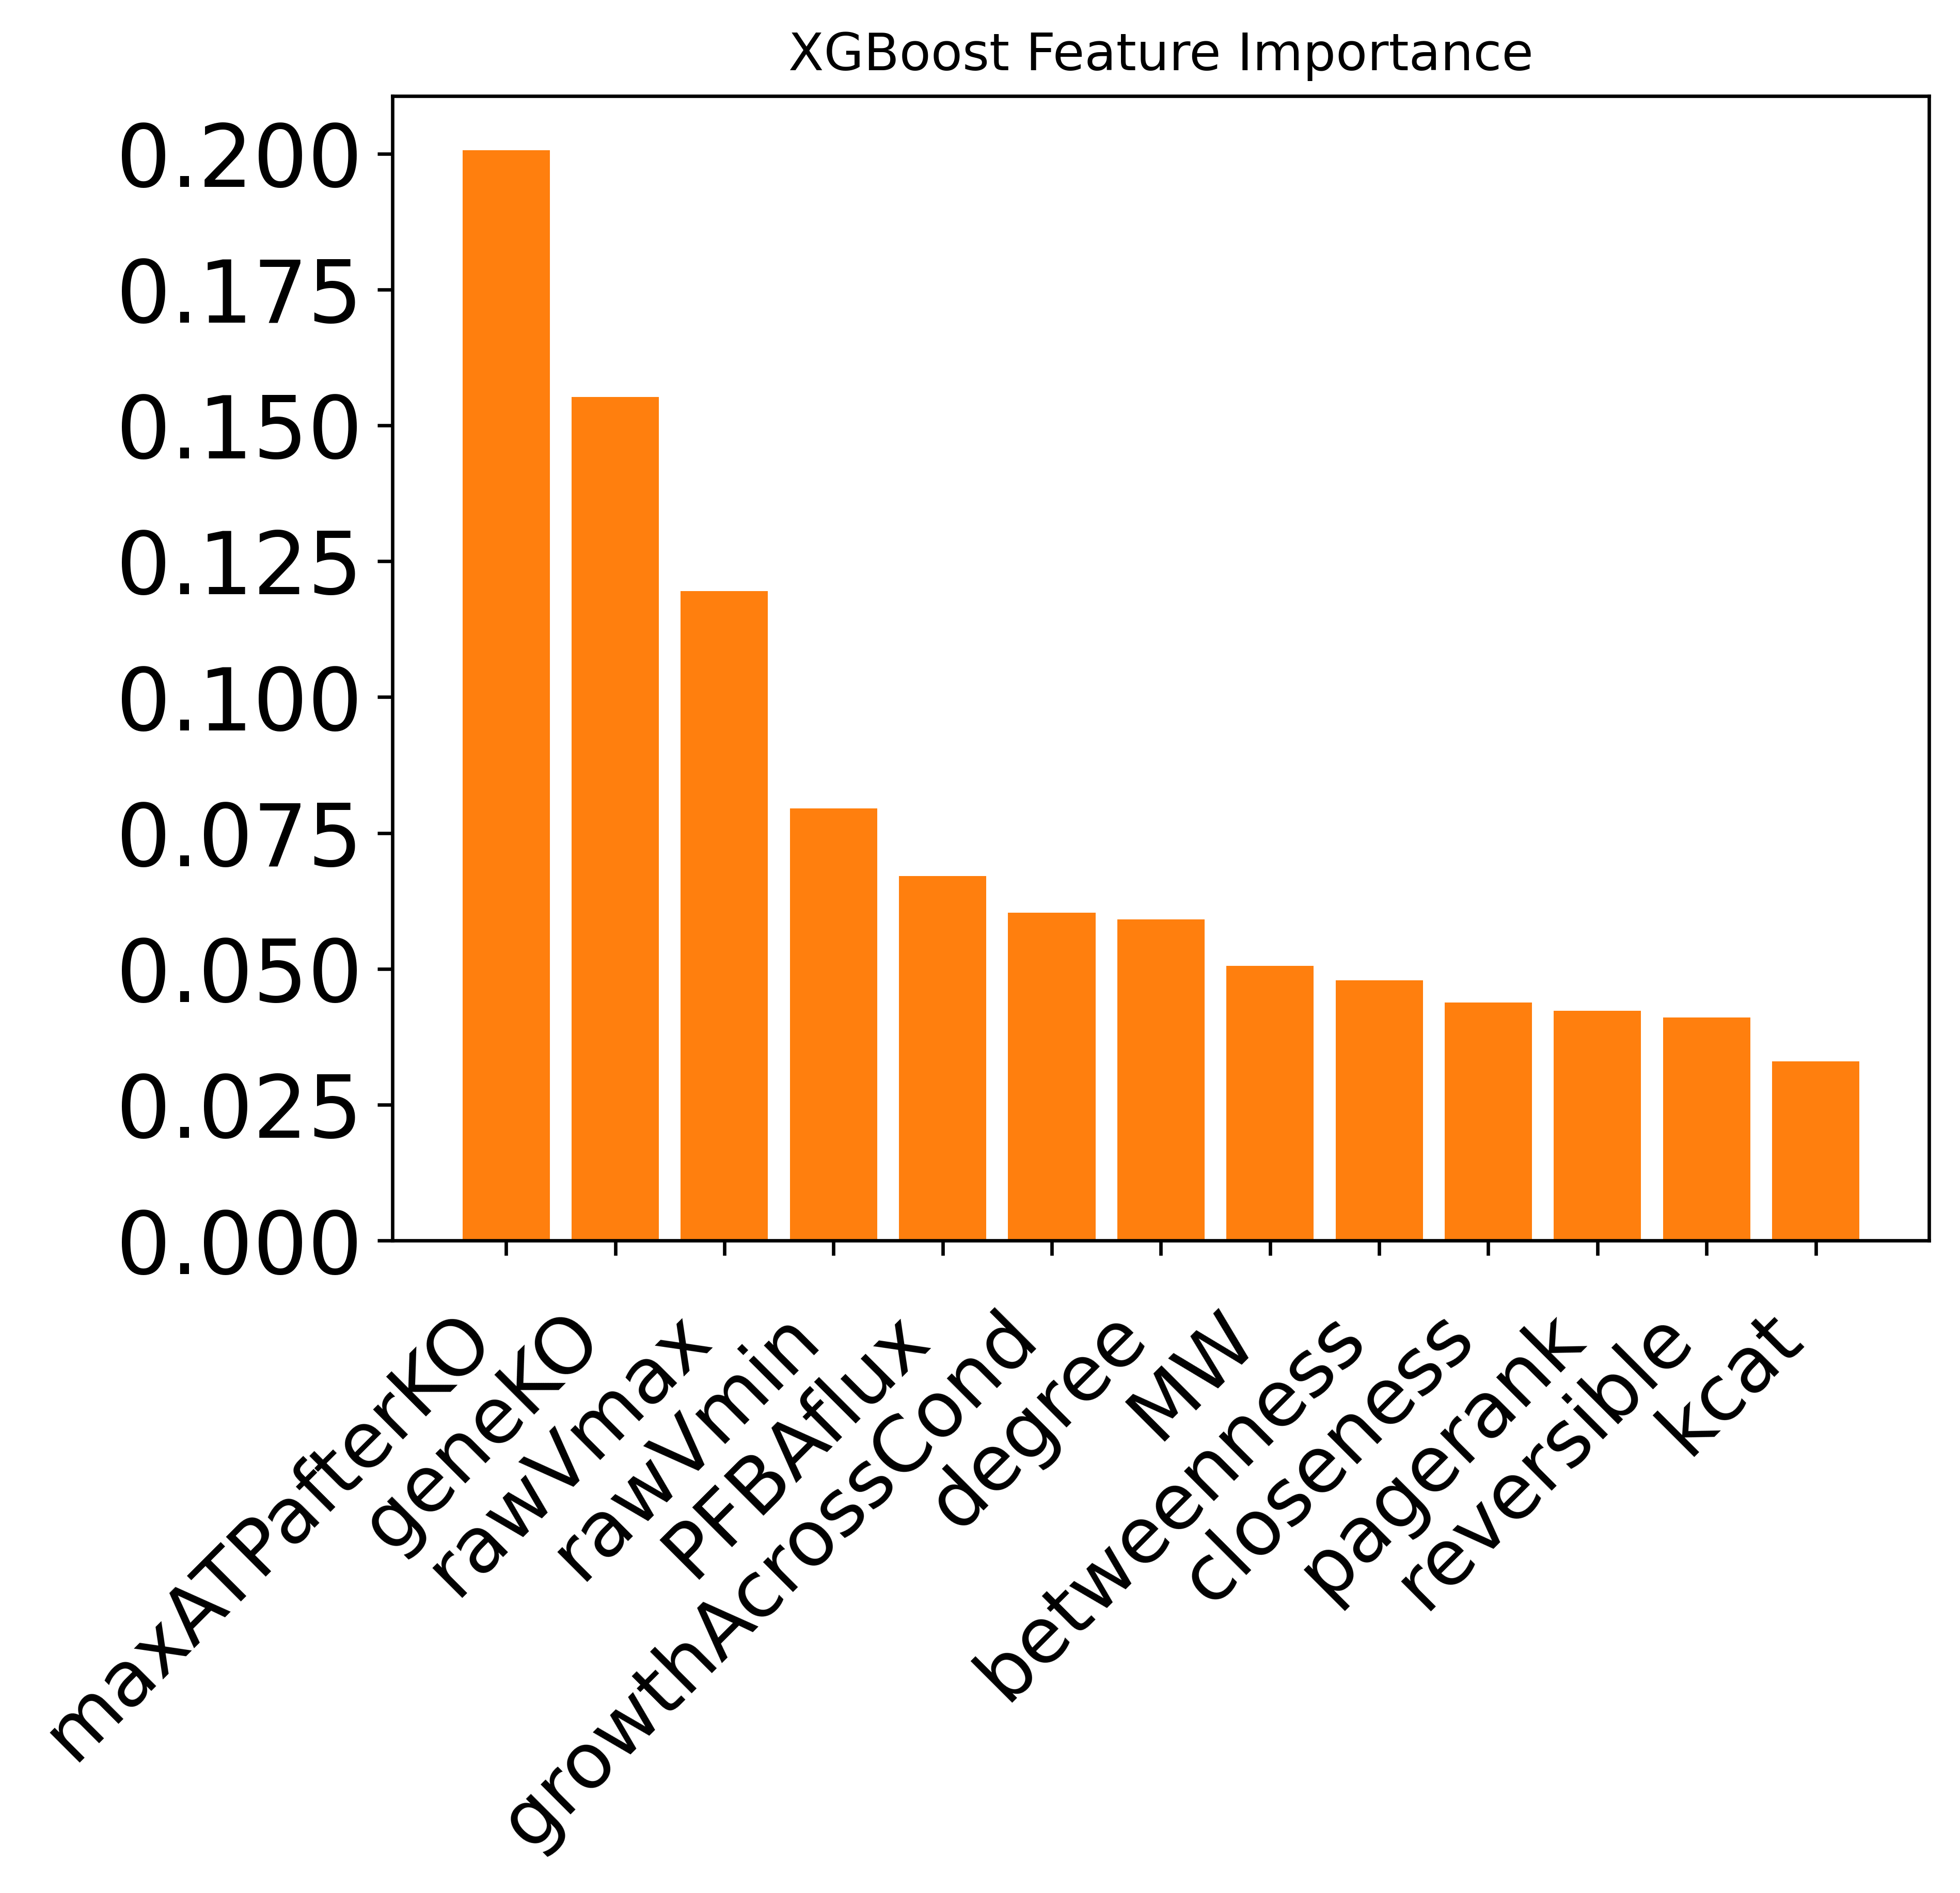 XGBoost Feature Importance
0.200
0.175
0.150
0.125
0.100
0.075
0.050
0.025
0.000
maxATPafterKO
geneKO
rawVmax
rawVmin
PFBAflux
growthAcrossCond
degree
MW
betweenness
closeness
pagerank
reversible
Kcat